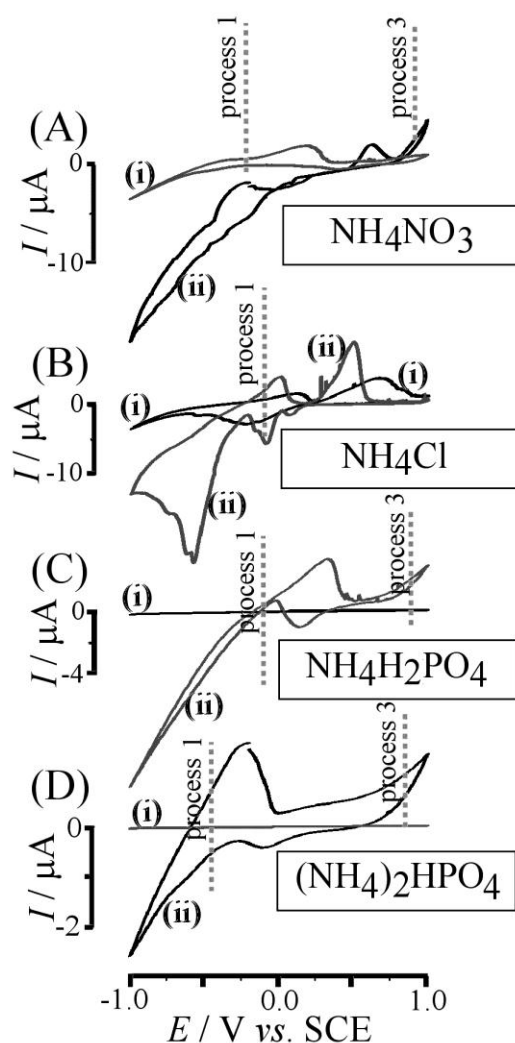 process 1
process 3
(A)
I / μA
0
-10
(i)
(ii)
NH4NO3
process 1
(B)
I / μA
0
-10
(i)
(ii)
(i)
(ii)
NH4Cl
process 1
process 3
(C)
I / μA
0
-4
(i)
(ii)
NH4H2PO4
process 1
process 3
(D)
I / μA
0
-2
(i)
(ii)
(NH4)2HPO4
-1.0 0.0 1.0
E / V vs. SCE